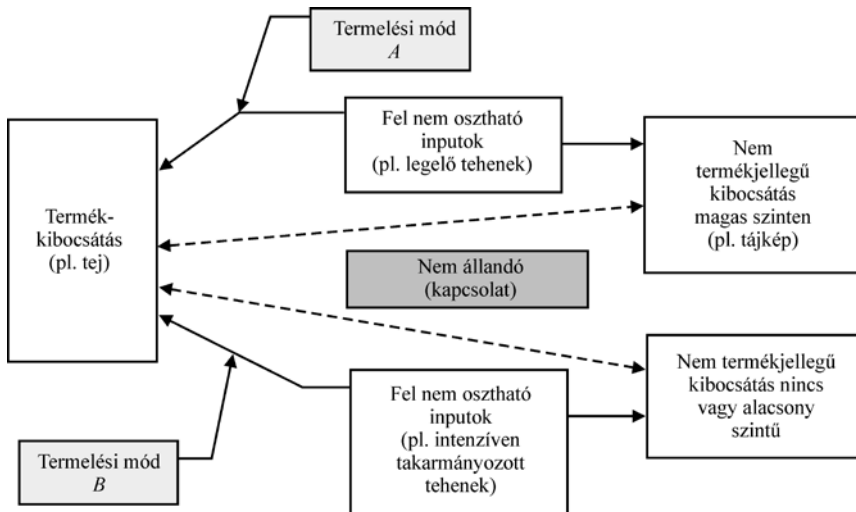 Termelési mód
A
Fel nem osztható
inputok
(pl. legelő tehenek)
Nem
termékjellegű
kibocsátás
magas szinten
(pl. tájkép)
Termék-
kibocsátás
(pl. tej)
Nem állandó
(kapcsolat)
Nem termékjellegű
kibocsátás nincs
vagy alacsony
szintű
Fel nem osztható
inputok
(pl. intenzíven
takarmányozott
tehenek)
Termelési mód
B